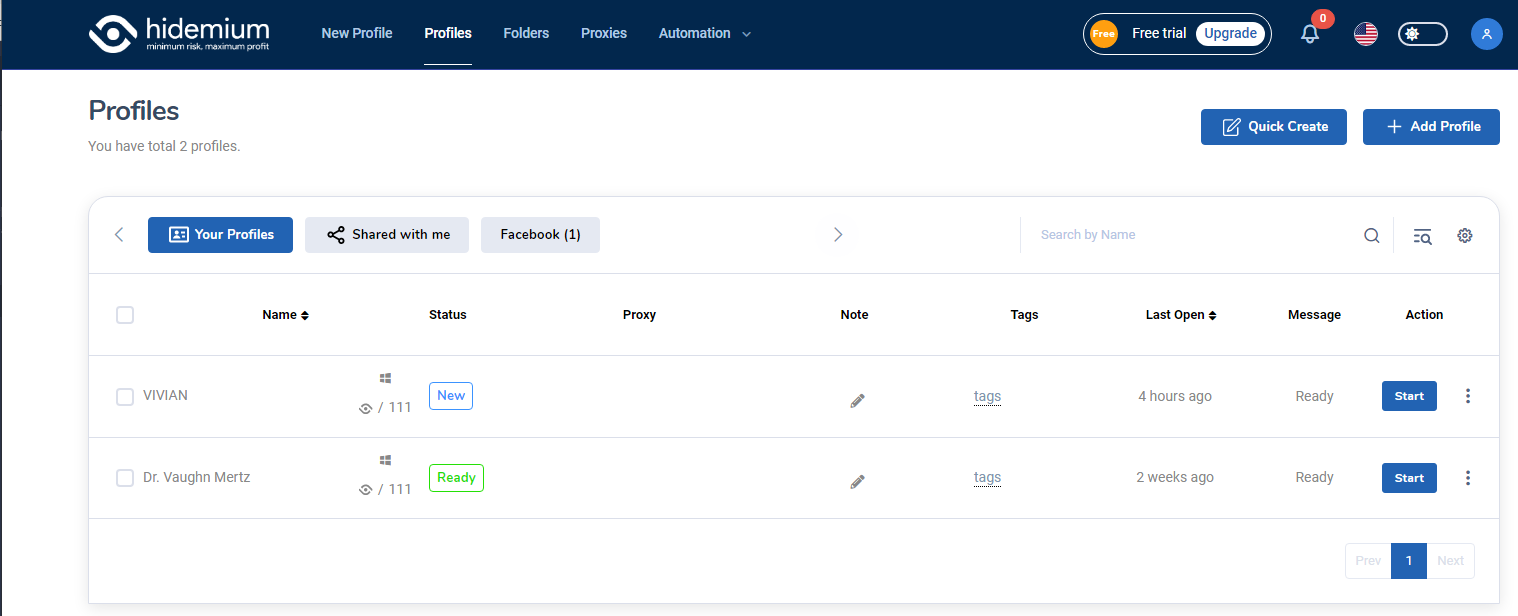 hidemium
minimum risk, maximum profit
New Profile
Profiles
Folders
Proxies
Automation
Free
Free trial
Upgrade
0
Profiles
You have total 2 profiles.
Quick Create
Add Profile
Your Profiles
Shared with me
Facebook (1)
Search by Name
Name
Status
Proxy
Note
Tags
Last Open
Message
Action
VIVIAN
/ 111
New
tags
4 hours ago
Ready
Start
Dr. Vaughn Mertz
/ 111
Ready
tags
2 weeks ago
Ready
Start
Prev
1
Next